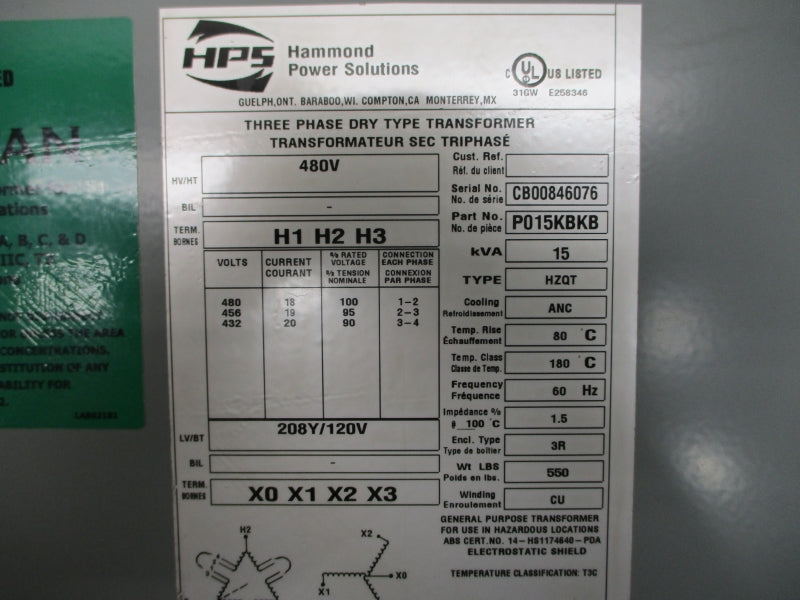 HPS
Hammond
Power Solutions
C UL US LISTED
31GW E258346
GUELPH,ONT. BARABOO,WI. COMPTON,CA MONTERREY,MX
THREE PHASE DRY TYPE TRANSFORMER
TRANSFORMATEUR SEC TRIPHASÉ
HV/HT 480V
BIL -
TERM.
BORNES H1 H2 H3
VOLTS CURRENT COURANT %RATED VOLTAGE %TENSION NOMINALE CONNECTION EACH PHASE CONNEXION PAR PHASE
480 18 100 1-2
456 19 95 2-3
432 20 90 3-4
LV/BT 208Y/120V
BIL -
TERM.
BORNES X0 X1 X2 X3
Cust. Ref.
Réf. du client
Serial No.
No. de série CB00846076
Part No.
No. de pièce P015KBKB
kVA 15
TYPE HZQT
Cooling
Refroidissement ANC
Temp. Rise
Échauffement 80 °C
Temp. Class
Classe de Temp. 180 °C
Frequency
Fréquence 60 Hz
Impédance %
@ 100 °C 1.5
Encl. Type
Type de boîtier 3R
Wt LBS
Poids en lbs. 550
Winding
Enroulement CU
GENERAL PURPOSE TRANSFORMER
FOR USE IN HAZARDOUS LOCATIONS
ABS CERT.NO. 14-HS1174640-PDA
ELECTROSTATIC SHIELD
TEMPERATURE CLASSIFICATION: T3C
H2
X2
X0
X1
ED
AN
ations
A, B, C, & D
THE AREA
CONCENTRATIONS.
STITUTION OF ANY
ABILITY FOR
2.